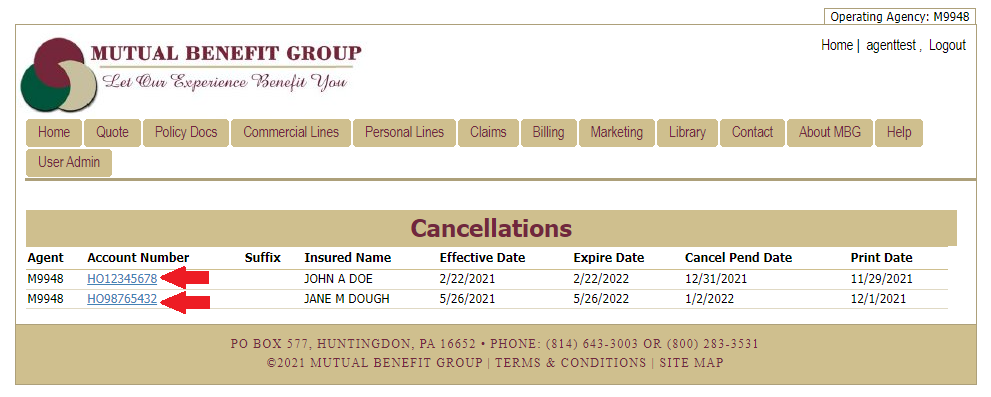 Operating Agency: M9948
Home | agenttest , Logout
MUTUAL BENEFIT GROUP
Let Our Experience Benefit You
Home Quote Policy Docs Commercial Lines Personal Lines Claims Billing Marketing Library Contact About MBG Help
User Admin
Cancellations
Agent Account Number Suffix Insured Name Effective Date Expire Date Cancel Pend Date Print Date
M9948 HO12345678 JOHN A DOE 2/22/2021 2/22/2022 12/31/2021 11/29/2021
M9948 HO98765432 JANE M DOUGH 5/26/2021 5/26/2022 1/2/2022 12/1/2021
PO BOX 577, HUNTINGDON, PA 16652 • PHONE: (814) 643-3003 OR (800) 283-3531
©2021 MUTUAL BENEFIT GROUP | TERMS & CONDITIONS | SITE MAP